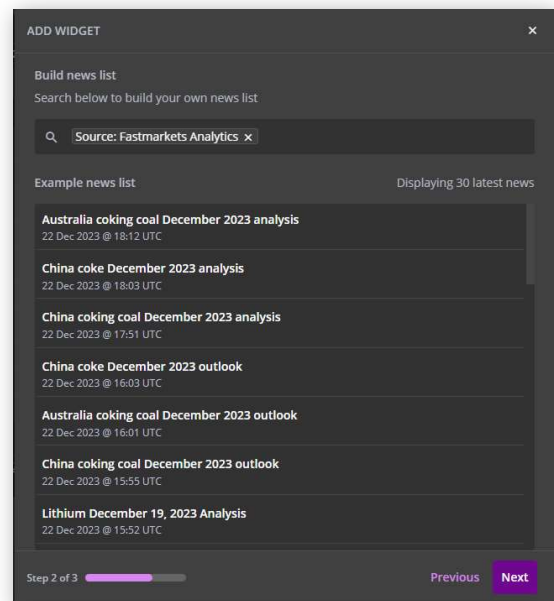 ADD WIDGET ×
Build news list
Search below to build your own news list
Source: Fastmarkets Analytics ×
Example news list Displaying 30 latest news
Australia coking coal December 2023 analysis
22 Dec 2023 @ 18:12 UTC
China coke December 2023 analysis
22 Dec 2023 @ 18:03 UTC
China coking coal December 2023 analysis
22 Dec 2023 @ 17:51 UTC
China coke December 2023 outlook
22 Dec 2023 @ 16:03 UTC
Australia coking coal December 2023 outlook
22 Dec 2023 @ 16:01 UTC
China coking coal December 2023 outlook
22 Dec 2023 @ 15:55 UTC
Lithium December 19, 2023 Analysis
22 Dec 2023 @ 15:52 UTC
Step 2 of 3 Previous Next